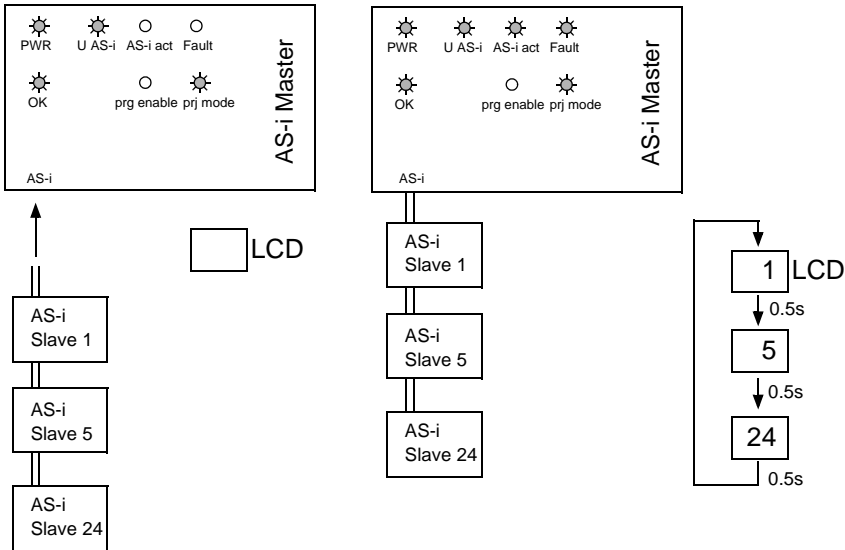 PWR U AS-i AS-i act Fault
OK prg enable prj mode
AS-i Master
AS-i
LCD
AS-i
Slave 1
AS-i
Slave 5
AS-i
Slave 24
PWR U AS-i AS-i act Fault
OK prg enable prj mode
AS-i Master
AS-i
AS-i
Slave 1
AS-i
Slave 5
AS-i
Slave 24
1 LCD
0.5s
5
0.5s
24
0.5s